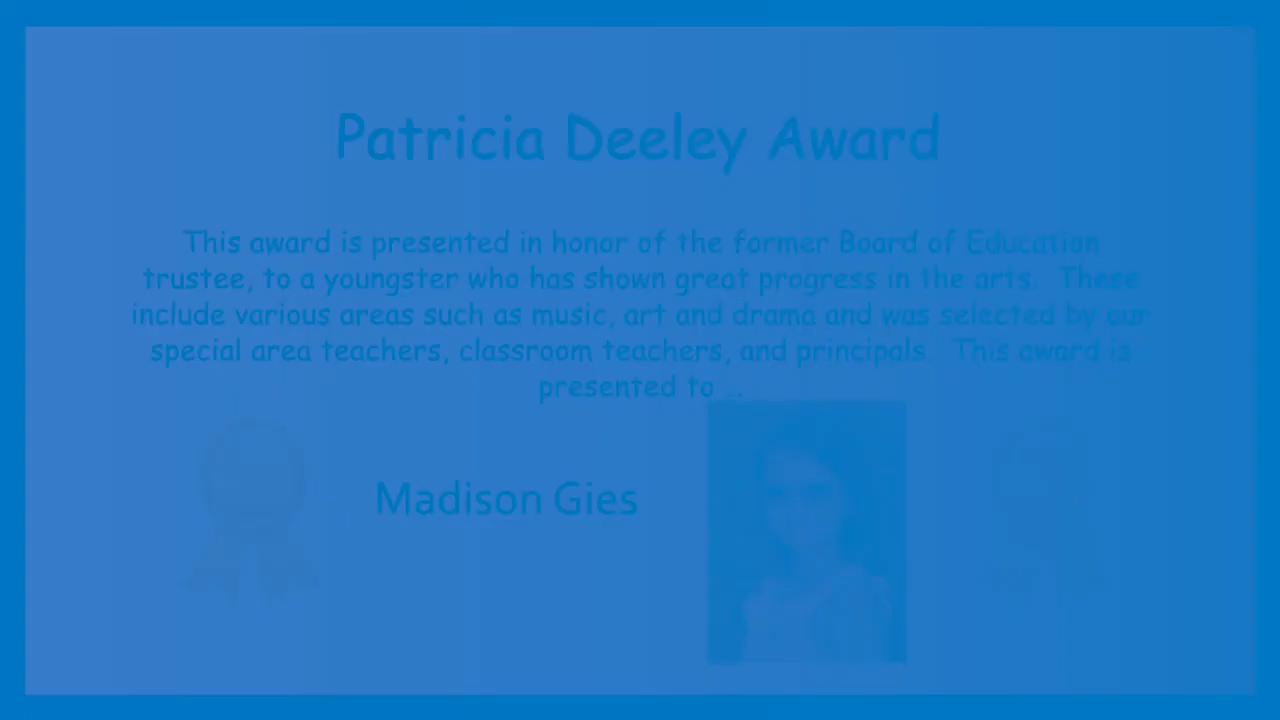 Patricia Deeley Award
This award is presented in honor of the former Board of Education
trustee, to a youngster who has shown great progress in the arts. These
include various areas such as music, art and drama and was selected by our
special area teachers, classroom teachers, and principals. This award is
presented to ..
Madison Gies